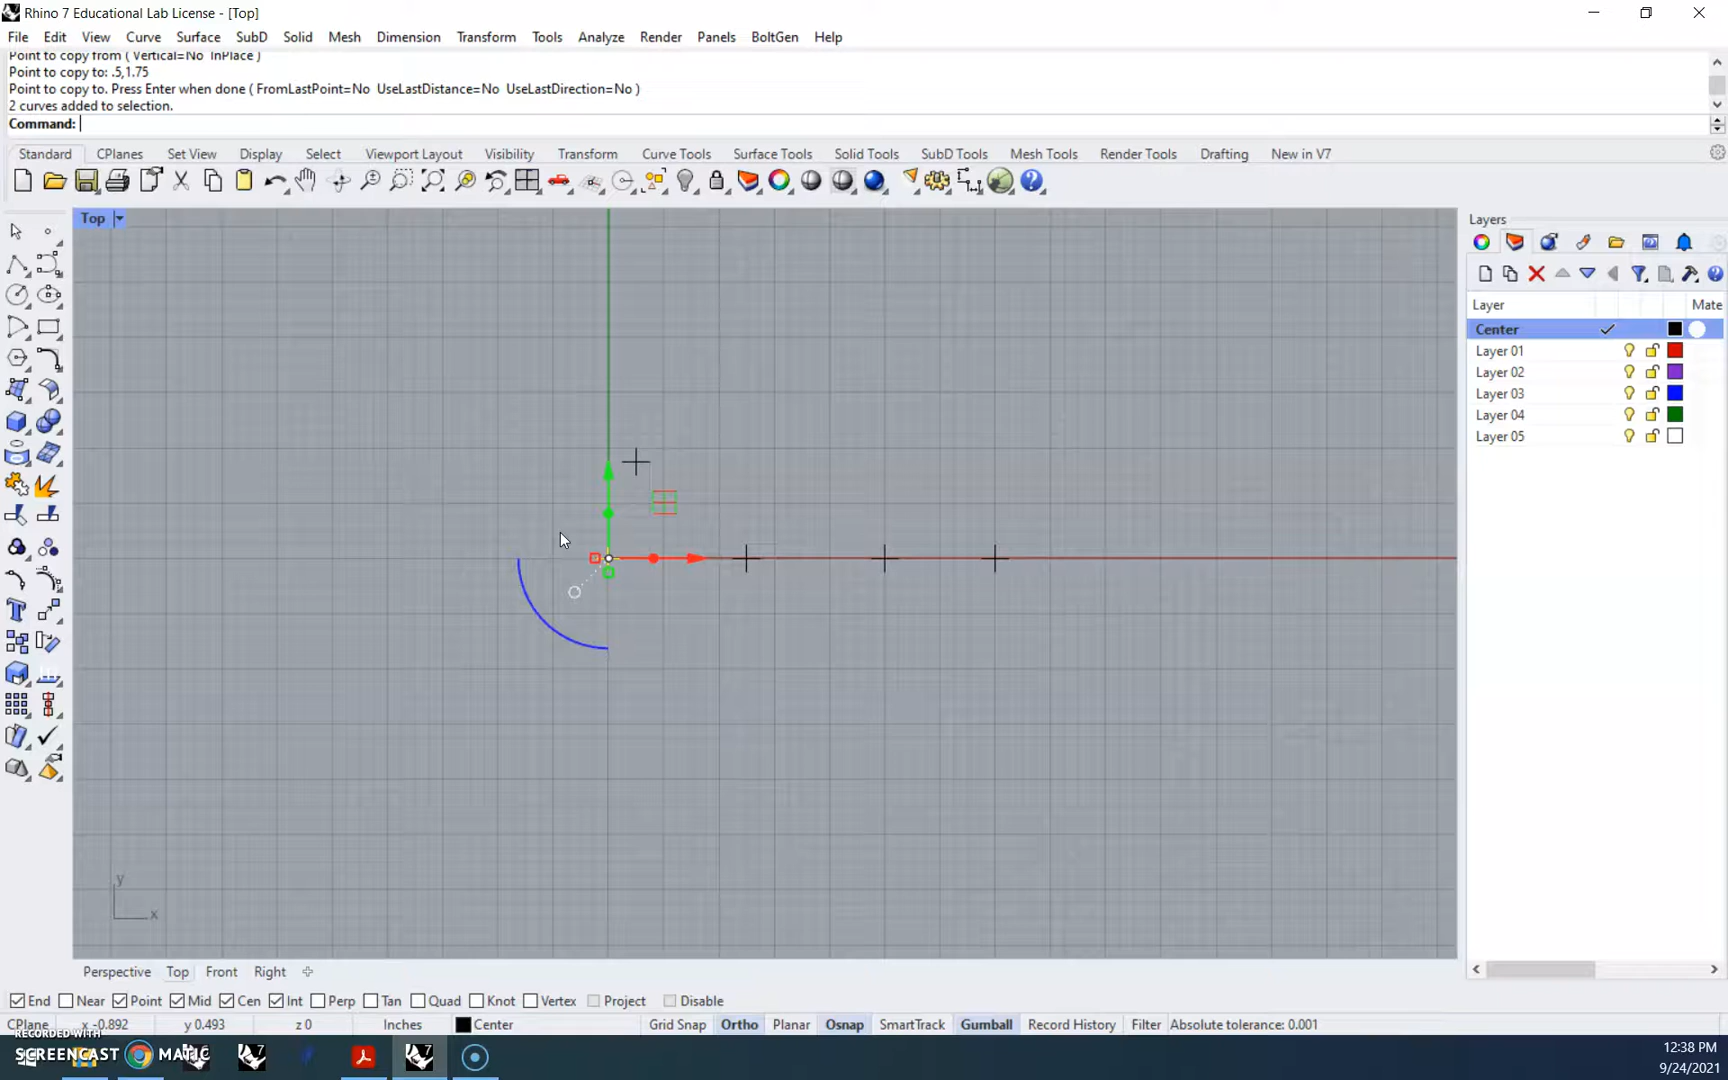 Rhino 7 Educational Lab License - [Top]
File Edit View Curve Surface SubD Solid Mesh Dimension Transform Tools Analyze Render Panels BoltGen Help
Point to copy from ( Vertical=No InPlace )
Point to copy to: .5,1.75
Point to copy to. Press Enter when done ( FromLastPoint=No UseLastDistance=No UseLastDirection=No )
2 curves added to selection.
Command:
Standard CPlanes Set View Display Select Viewport Layout Visibility Transform Curve Tools Surface Tools Solid Tools SubD Tools Mesh Tools Render Tools Drafting New in V7
Top
Layers
Layer Mate
Center
Layer 01
Layer 02
Layer 03
Layer 04
Layer 05
y
x
Perspective Top Front Right
End Near Point Mid Cen Int Perp Tan Quad Knot Vertex Project Disable
CPlane x -0.892 y 0.493 z 0 Inches Center Grid Snap Ortho Planar Osnap SmartTrack Gumball Record History Filter Absolute tolerance: 0.001
RECORDED WITH
SCREENCAST MATIC
12:38 PM
9/24/2021